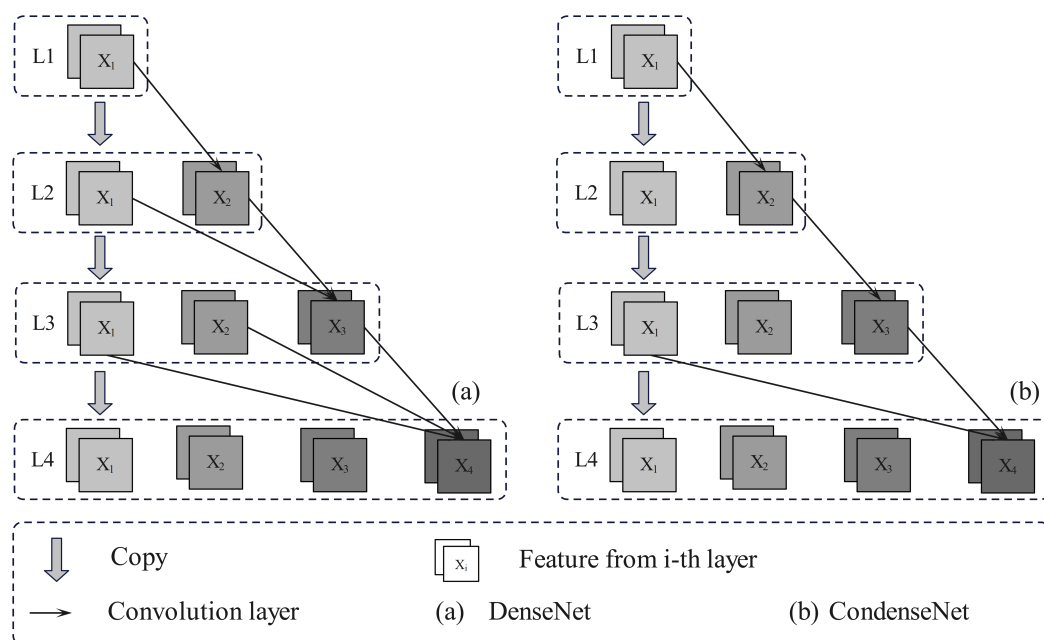 L1 X₁ L1 X₁
L2 X₁ X₂ L2 X₁ X₂
L3 X₁ X₂ X₃ L3 X₁ X₂ X₃
(a) (b)
L4 X₁ X₂ X₃ X₄ L4 X₁ X₂ X₃ X₄
Copy Xᵢ Feature from i-th layer
Convolution layer (a) DenseNet (b) CondenseNet